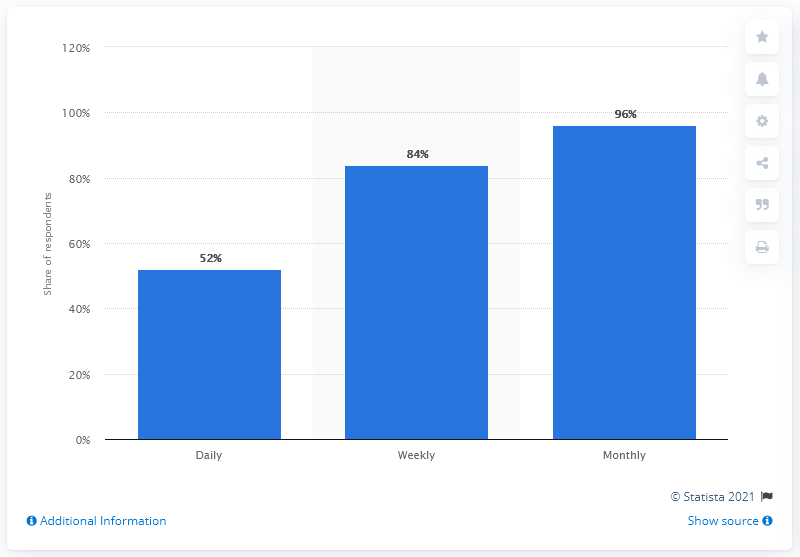 120%
100%
80%
60%
40%
20%
0%
Share of respondents
52%
84%
96%
Daily
Weekly
Monthly
© Statista 2021
Additional Information
Show source